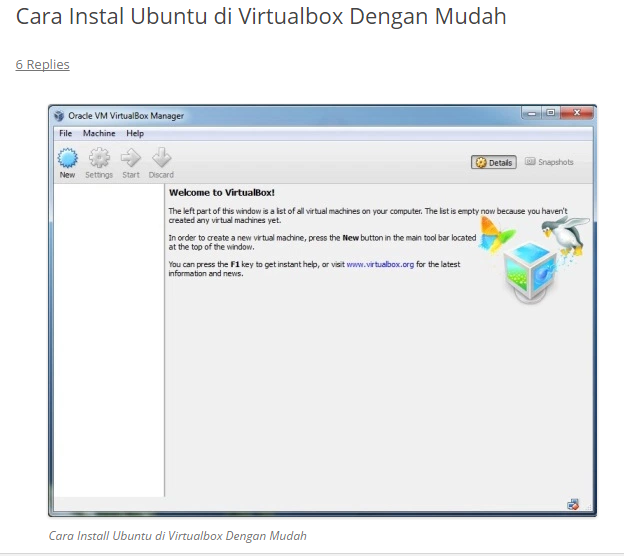 Cara Instal Ubuntu di Virtualbox Dengan Mudah
6 Replies
Oracle VM VirtualBox Manager
File Machine Help
New Settings Start Discard
Details Snapshots
Welcome to VirtualBox!
The left part of this window is a list of all virtual machines on your computer. The list is empty now because you haven't
created any virtual machines yet.
In order to create a new virtual machine, press the New button in the main tool bar located
at the top of the window.
You can press the F1 key to get instant help, or visit www.virtualbox.org for the latest
information and news.
Cara Install Ubuntu di Virtualbox Dengan Mudah